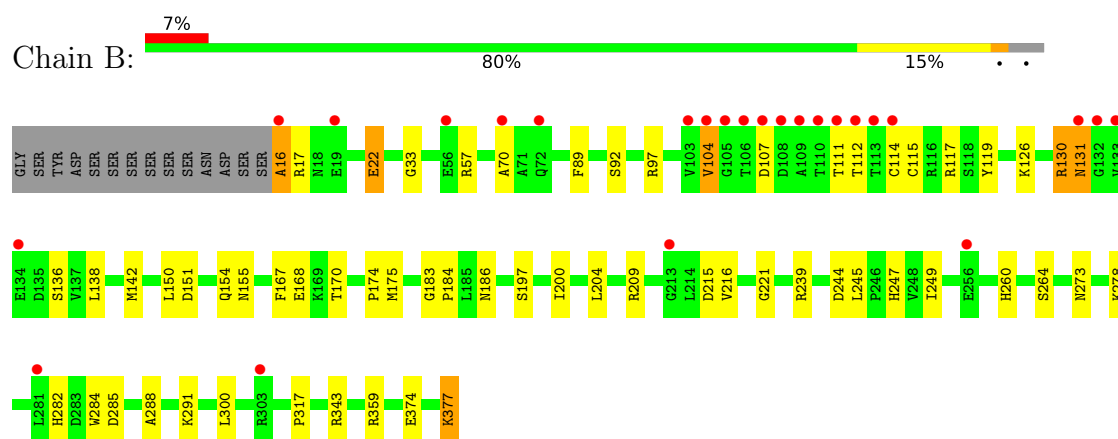 7%
Chain B:
80% 15% • •
GLY SER TYR ASP SER SER SER SER SER SER ASN ASP SER SER A16 R17 N18 E19 E22 G33 E56 R57 A70 A71 Q72 F89 S92 R97 V103 V104 G105 T106 D107 D108 A109 T110 T111 T112 T113 C114 C115 R116 R117 S118 Y119 K126 R130 N131 G132 V133
E134 D135 S136 V137 L138 M142 L150 D151 Q154 N155 F167 E168 K169 T170 P174 M175 G183 P184 L185 N186 S197 I200 L204 R209 G213 L214 D215 V216 G221 R239 D244 L245 P246 H247 V248 I249 E256 H260 S264 N273 K278
L281 H282 D283 W284 D285 A288 K291 L300 R303 P317 R343 R359 E374 K377